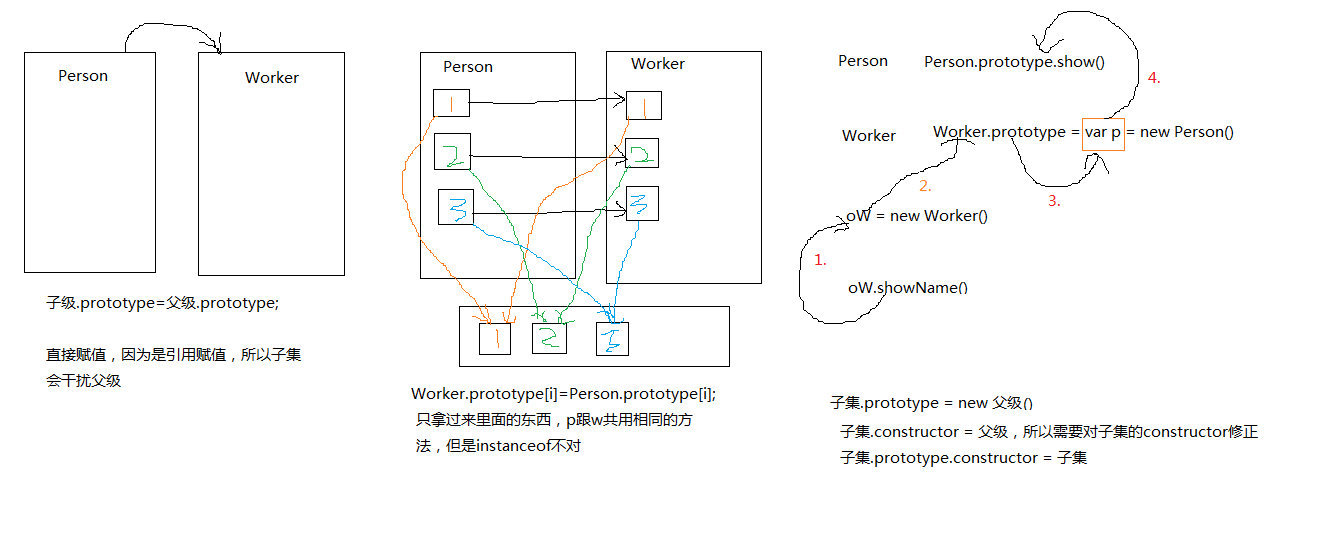 Person
Worker
子级.prototype=父级.prototype;
直接赋值，因为是引用赋值，所以子集
会干扰父级
Person
Worker
1
1
2
2
3
3
1
2
3
Worker.prototype[i]=Person.prototype[i];
只拿过来里面的东西，p跟w共用相同的方
法，但是instanceof不对
Person
Person.prototype.show()
4.
Worker
Worker.prototype = var p = new Person()
2.
3.
oW = new Worker()
1.
oW.showName()
子集.prototype = new 父级()
子集.constructor = 父级，所以需要对子集的constructor修正
子集.prototype.constructor = 子集